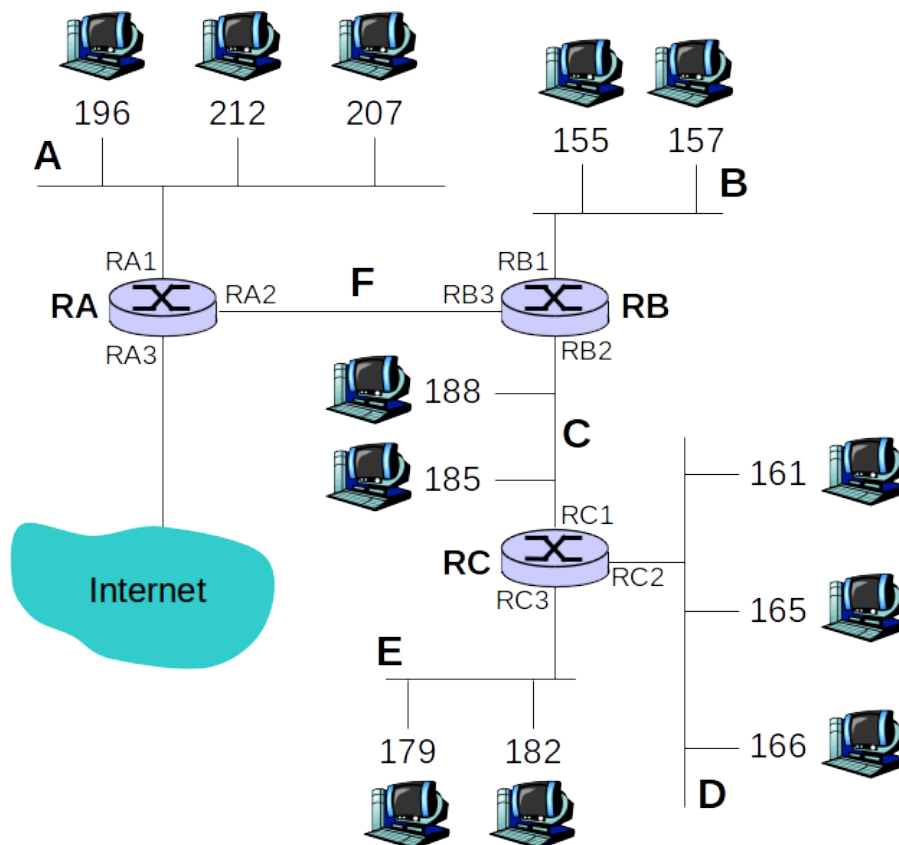 196 212 207
155 157
A
B
RA1
RA RA2 F RB3 RB1 RB
RA3
RB2
188
C
185
161
RC1
RC RC2
Internet
RC3
165
E
179 182
166
D